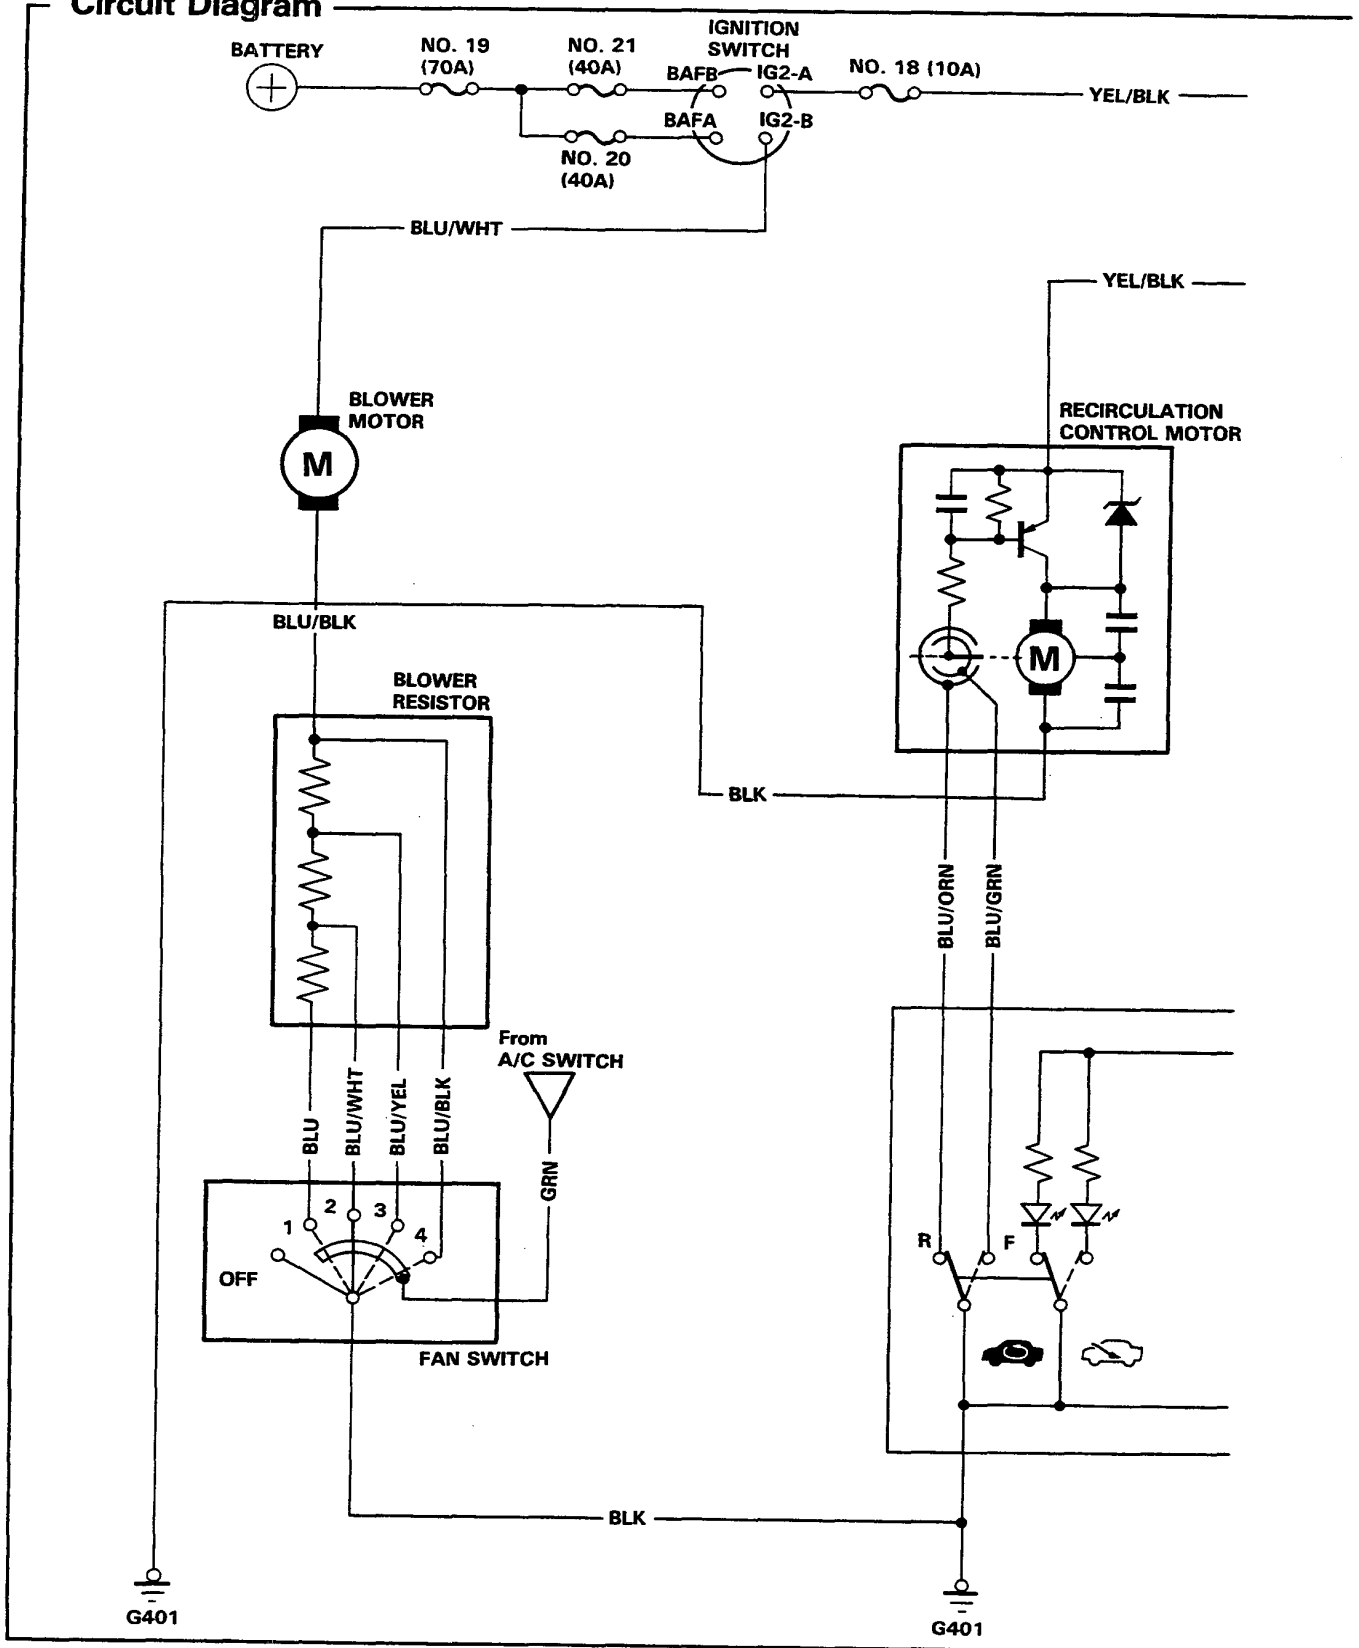 Circuit Diagram
BATTERY
NO. 19
(70A)
NO. 21
(40A)
IGNITION
SWITCH
BAFB
IG2-A
NO. 18 (10A)
YEL/BLK
BAFA
IG2-B
NO. 20
(40A)
BLU/WHT
YEL/BLK
BLOWER
MOTOR
M
RECIRCULATION
CONTROL MOTOR
M
BLU/BLK
BLOWER
RESISTOR
BLK
BLU/ORN
BLU/GRN
From
A/C SWITCH
BLU
BLU/WHT
BLU/YEL
BLU/BLK
GRN
1
2
3
4
OFF
FAN SWITCH
R
F
BLK
G401
G401